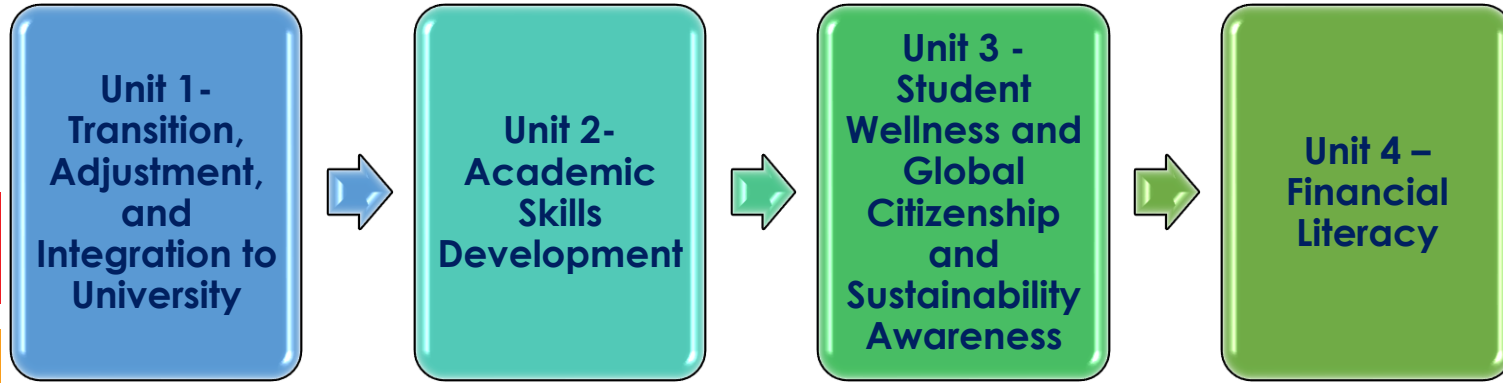 Unit 1-
Transition,
Adjustment,
and
Integration to
University
Unit 2-
Academic
Skills
Development
Unit 3 -
Student
Wellness and
Global
Citizenship
and
Sustainability
Awareness
Unit 4 –
Financial
Literacy